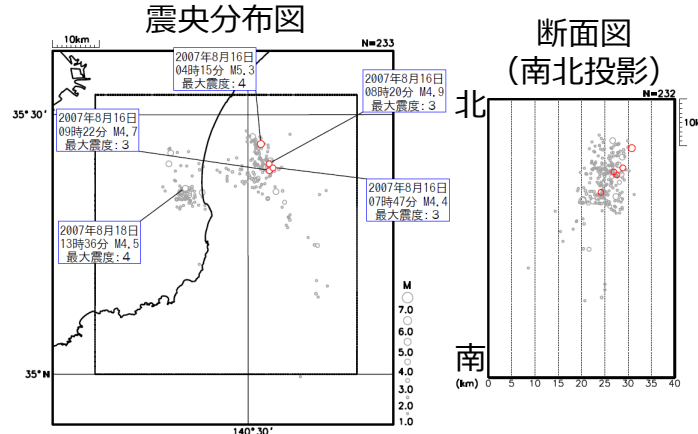 震央分布図
10km
N=233
2007年8月16日
04時15分 M5.3
最大震度:4
2007年8月16日
08時20分 M4.9
最大震度:3
35°30'
2007年8月16日
09時22分 M4.7
最大震度:3
2007年8月16日
07時47分 M4.4
最大震度:3
2007年8月18日
13時36分 M4.5
最大震度:4
M
7.0
6.0
5.0
4.0
3.0
2.0
1.0
35°N
140°30'
断面図
(南北投影)
N=232
北
10km
南
(km) 0 5 10 15 20 25 30 35 40